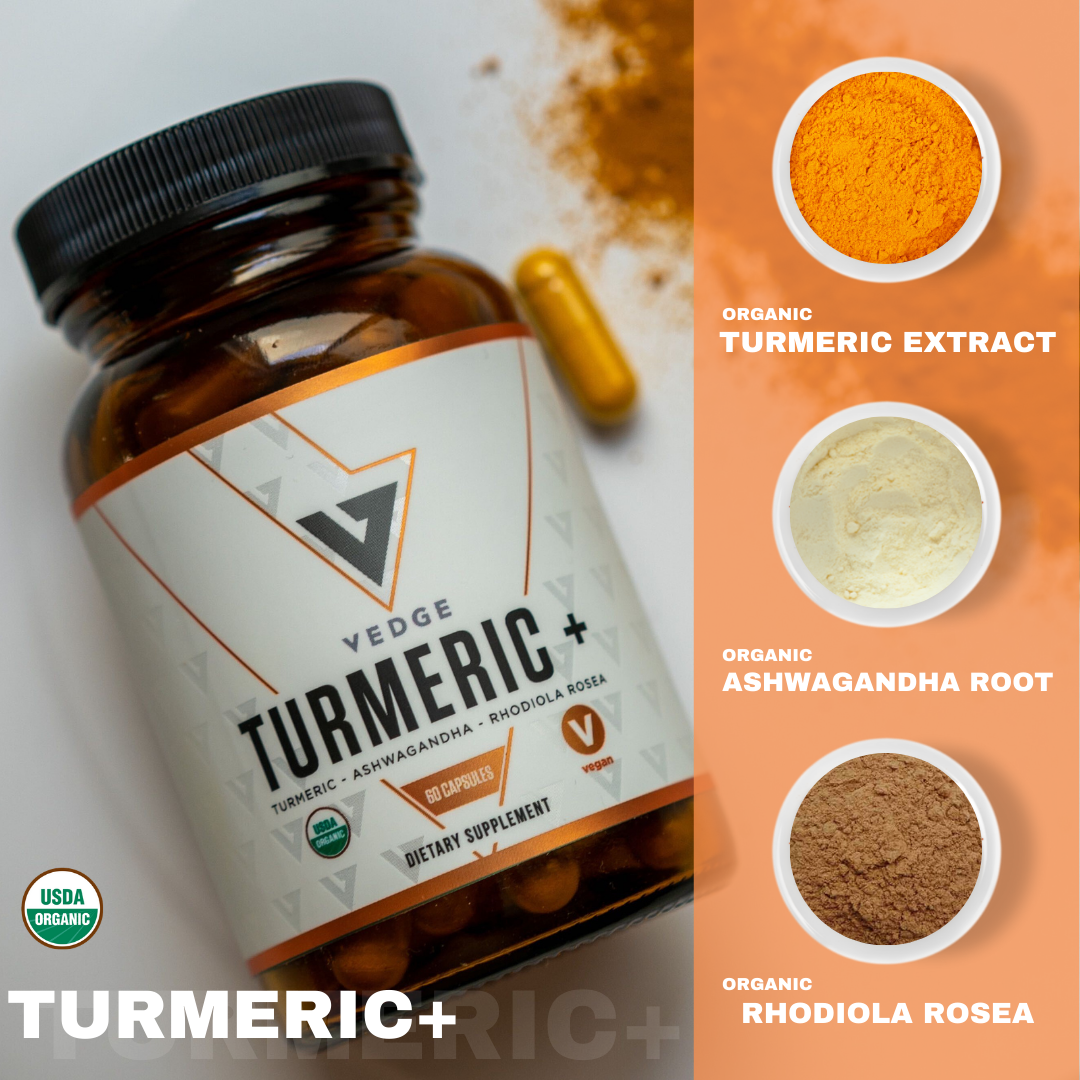 VEDGE
TURMERIC +
TURMERIC - ASHWAGANDHA - RHODIOLA ROSEA
60 CAPSULES
V
vegan
USDA
ORGANIC
DIETARY SUPPLEMENT
USDA
ORGANIC
TURMERIC+
TURMERIC+
ORGANIC
TURMERIC EXTRACT
ORGANIC
ASHWAGANDHA ROOT
ORGANIC
RHODIOLA ROSEA